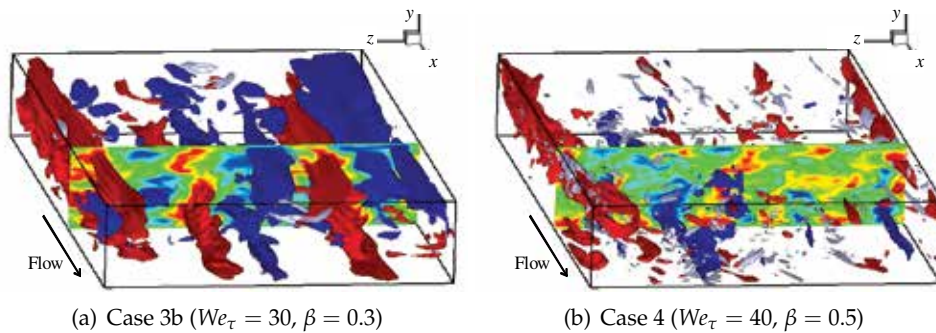 y
z
x
Flow
(a) Case 3b (We_τ = 30, β = 0.3)
y
z
x
Flow
(b) Case 4 (We_τ = 40, β = 0.5)